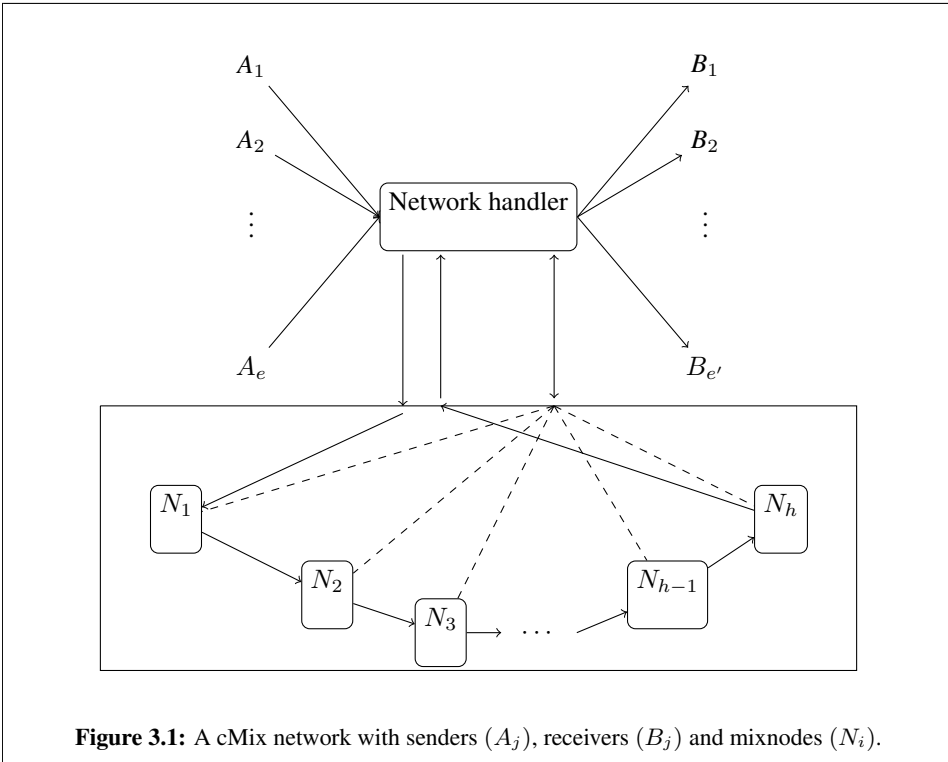 A₁
B₁
A₂
B₂
Network handler
⋮
⋮
Aₑ
Bₑ′
N₁
Nₕ
N₂
Nₕ₋₁
N₃
⋯
Figure 3.1: A cMix network with senders (Aⱼ), receivers (Bⱼ) and mixnodes (Nᵢ).